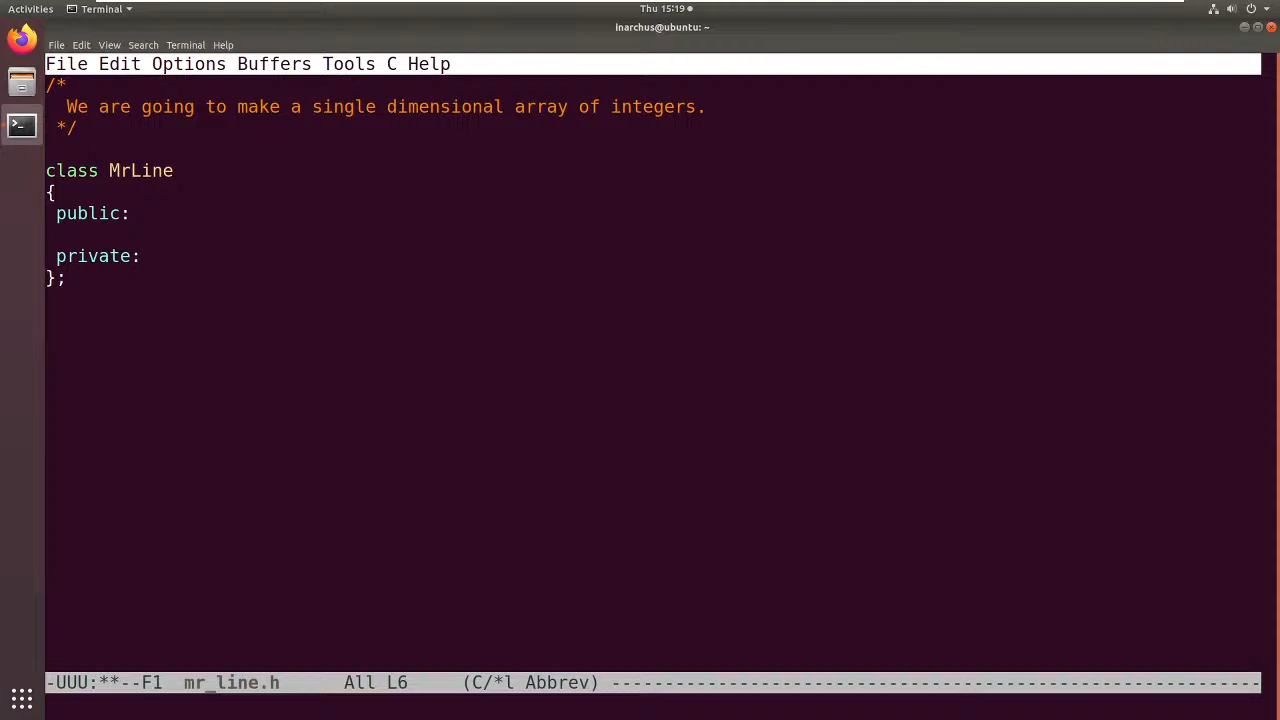 Activities Terminal Thu 15:19
inarchus@ubuntu: ~
File Edit View Search Terminal Help
File Edit Options Buffers Tools C Help
/*
  We are going to make a single dimensional array of integers.
 */
class MrLine
{
 public:
 private:
};
-UUU:**--F1  mr_line.h      All L6     (C/*l Abbrev) -------------------------------------------------------------